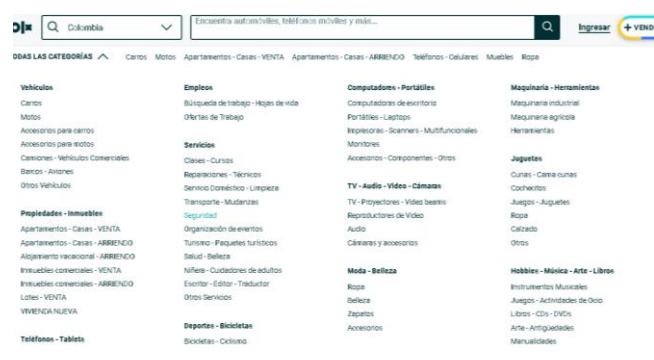 olx
Colombia
Encuentra automóviles, teléfonos móviles y más...
Ingresar
+ VEND
ODAS LAS CATEGORÍAS
Carros Motos Apartamentos - Casas - VENTA Apartamentos - Casas - ARRIENDO Teléfonos - Celulares Muebles Ropa
Vehículos
Carros
Motos
Accesorios para carros
Accesorios para motos
Camiones - Vehículos Comerciales
Barcos - Aviones
Otros Vehículos
Propiedades - Inmuebles
Apartamentos - Casas - VENTA
Apartamentos - Casas - ARRIENDO
Alojamiento vacacional - ARRIENDO
Inmuebles comerciales - VENTA
Inmuebles comerciales - ARRIENDO
Lotes - VENTA
VIVIENDA NUEVA
Teléfonos - Tablets
Empleos
Búsqueda de trabajo - Hojas de vida
Ofertas de Trabajo
Servicios
Clases - Cursos
Reparaciones - Técnicos
Servicio Doméstico - Limpieza
Transporte - Mudanzas
Seguridad
Organización de eventos
Turismo - Paquetes turísticos
Salud - Belleza
Niñera - Cuidadores de adultos
Escritor - Editor - Traductor
Otros Servicios
Deportes - Bicicletas
Bicicletas - Ciclismo
Computadores - Portátiles
Computadores de escritorio
Portátiles - Laptops
Impresoras - Scanners - Multifuncionales
Monitores
Accesorios - Componentes - Otros
TV - Audio - Video - Cámaras
TV - Proyectores - Video beams
Reproductores de Video
Audio
Cámaras y accesorios
Moda - Belleza
Ropa
Belleza
Zapatos
Accesorios
Maquinaria - Herramientas
Maquinaria industrial
Maquinaria agrícola
Herramientas
Juguetes
Cunas - Cama cunas
Cochecitos
Juegos - Juguetes
Ropa
Calzado
Otros
Hobbies - Música - Arte - Libros
Instrumentos Musicales
Juegos - Actividades de Ocio
Libros - CDs - DVDs
Arte - Antigüedades
Manualidades